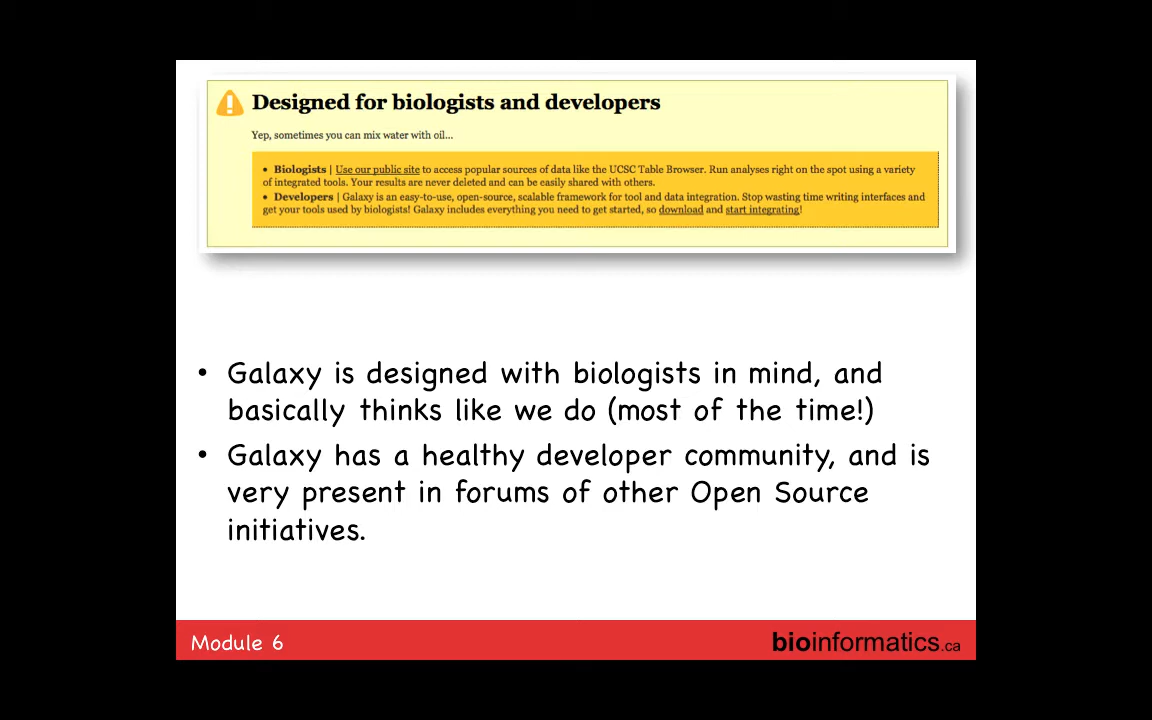 Designed for biologists and developers
Yep, sometimes you can mix water with oil...
• Biologists | Use our public site to access popular sources of data like the UCSC Table Browser. Run analyses right on the spot using a variety
of integrated tools. Your results are never deleted and can be easily shared with others.
• Developers | Galaxy is an easy-to-use, open-source, scalable framework for tool and data integration. Stop wasting time writing interfaces and
get your tools used by biologists! Galaxy includes everything you need to get started, so download and start integrating!
• Galaxy is designed with biologists in mind, and
basically thinks like we do (most of the time!)
• Galaxy has a healthy developer community, and is
very present in forums of other Open Source
initiatives.
Module 6
bioinformatics.ca